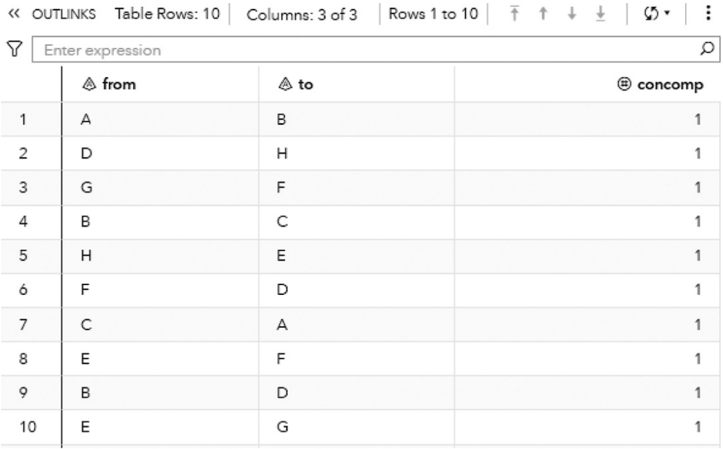 OUTLINKS Table Rows: 10 Columns: 3 of 3 Rows 1 to 10
Enter expression
from to concomp
1 A B 1
2 D H 1
3 G F 1
4 B C 1
5 H E 1
6 F D 1
7 C A 1
8 E F 1
9 B D 1
10 E G 1